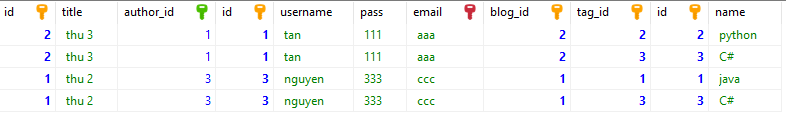 id title author_id id username pass email blog_id tag_id id name
2 thu 3 1 1 tan 111 aaa 2 2 2 python
2 thu 3 1 1 tan 111 aaa 2 3 3 C#
1 thu 2 3 3 nguyen 333 ccc 1 1 1 java
1 thu 2 3 3 nguyen 333 ccc 1 3 3 C#